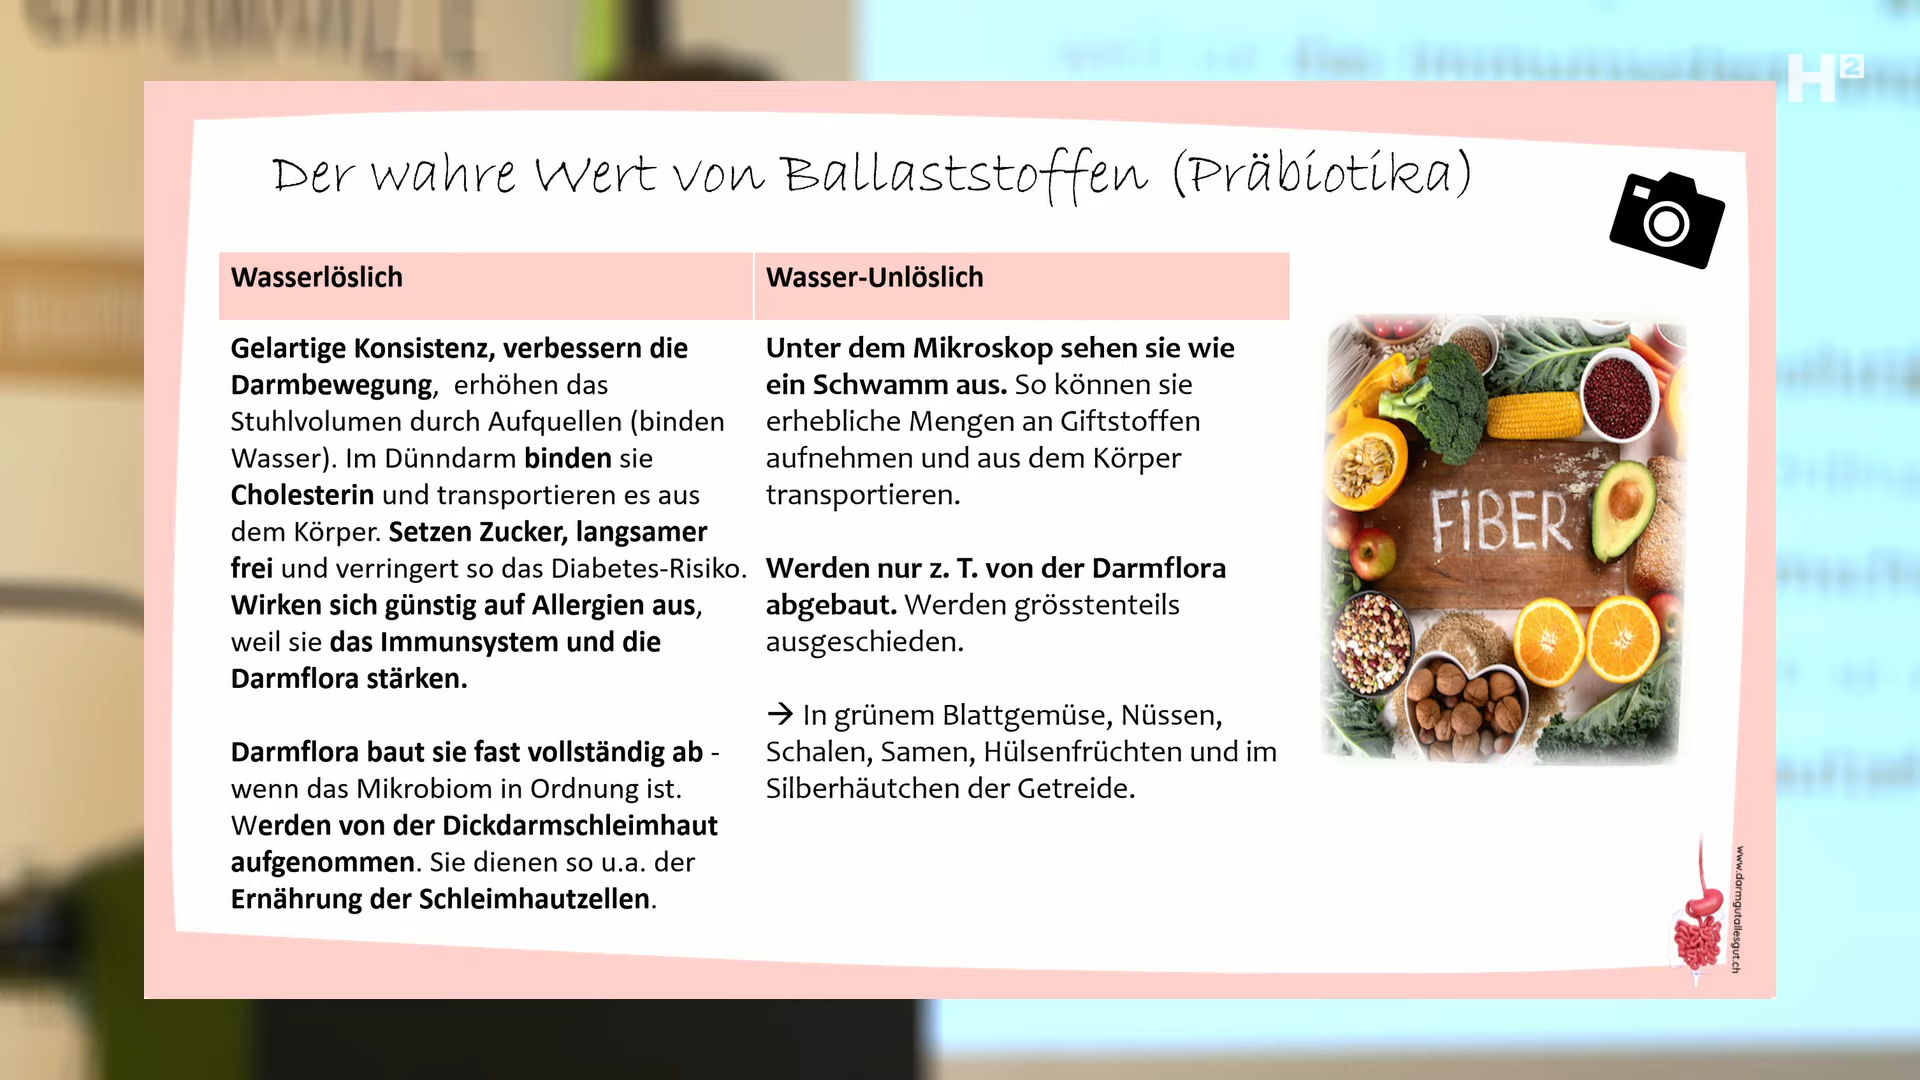 H2
Der wahre Wert von Ballaststoffen (Präbiotika)
Wasserlöslich
Gelartige Konsistenz, verbessern die
Darmbewegung, erhöhen das
Stuhlvolumen durch Aufquellen (binden
Wasser). Im Dünndarm binden sie
Cholesterin und transportieren es aus
dem Körper. Setzen Zucker, langsamer
frei und verringert so das Diabetes-Risiko.
Wirken sich günstig auf Allergien aus,
weil sie das Immunsystem und die
Darmflora stärken.
Darmflora baut sie fast vollständig ab -
wenn das Mikrobiom in Ordnung ist.
Werden von der Dickdarmschleimhaut
aufgenommen. Sie dienen so u.a. der
Ernährung der Schleimhautzellen.
Wasser-Unlöslich
Unter dem Mikroskop sehen sie wie
ein Schwamm aus. So können sie
erhebliche Mengen an Giftstoffen
aufnehmen und aus dem Körper
transportieren.
Werden nur z. T. von der Darmflora
abgebaut. Werden grösstenteils
ausgeschieden.
→ In grünem Blattgemüse, Nüssen,
Schalen, Samen, Hülsenfrüchten und im
Silberhäutchen der Getreide.
FiBER
www.darmgutallesgut.ch